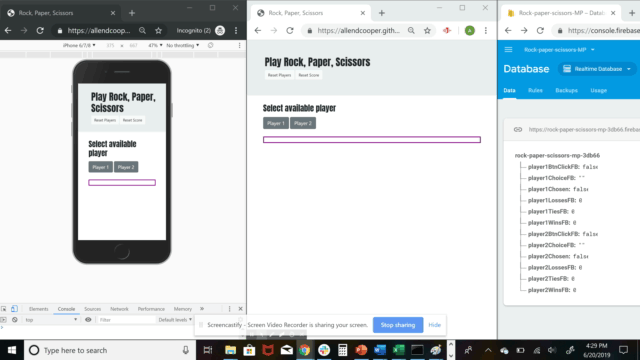 Rock, Paper, Scissors
https://allendcooper
Incognito (2)
iPhone 6/7/8
375
667
47%
No throttling
Play Rock, Paper,
Scissors
Reset Players
Reset Score
Select available
player
Player 1
Player 2
Elements
Console
Sources
Network
Performance
Memory
top
Filter
Default levels
Rock, Paper, Scissors
https://allendcooper.gith...
Play Rock, Paper, Scissors
Reset Players
Reset Score
Select available player
Player 1
Player 2
Rock-paper-scissors-MP – Datab
https://console.firebase
Rock-paper-scissors-MP
Database
Realtime Database
Data
Rules
Backups
Usage
https://rock-paper-scissors-mp-3db66.fireba
rock-paper-scissors-mp-3db66
player1BtnClickFB: false
player1ChoiceFB: ""
player1Chosen: false
player1LossesFB: 0
player1TiesFB: 0
player1WinsFB: 0
player2BtnClickFB: false
player2ChoiceFB: ""
player2Chosen: false
player2LossesFB: 0
player2TiesFB: 0
player2WinsFB: 0
Screencastify - Screen Video Recorder is sharing your screen.
Stop sharing
Hide
Type here to search
4:29 PM
6/20/2019